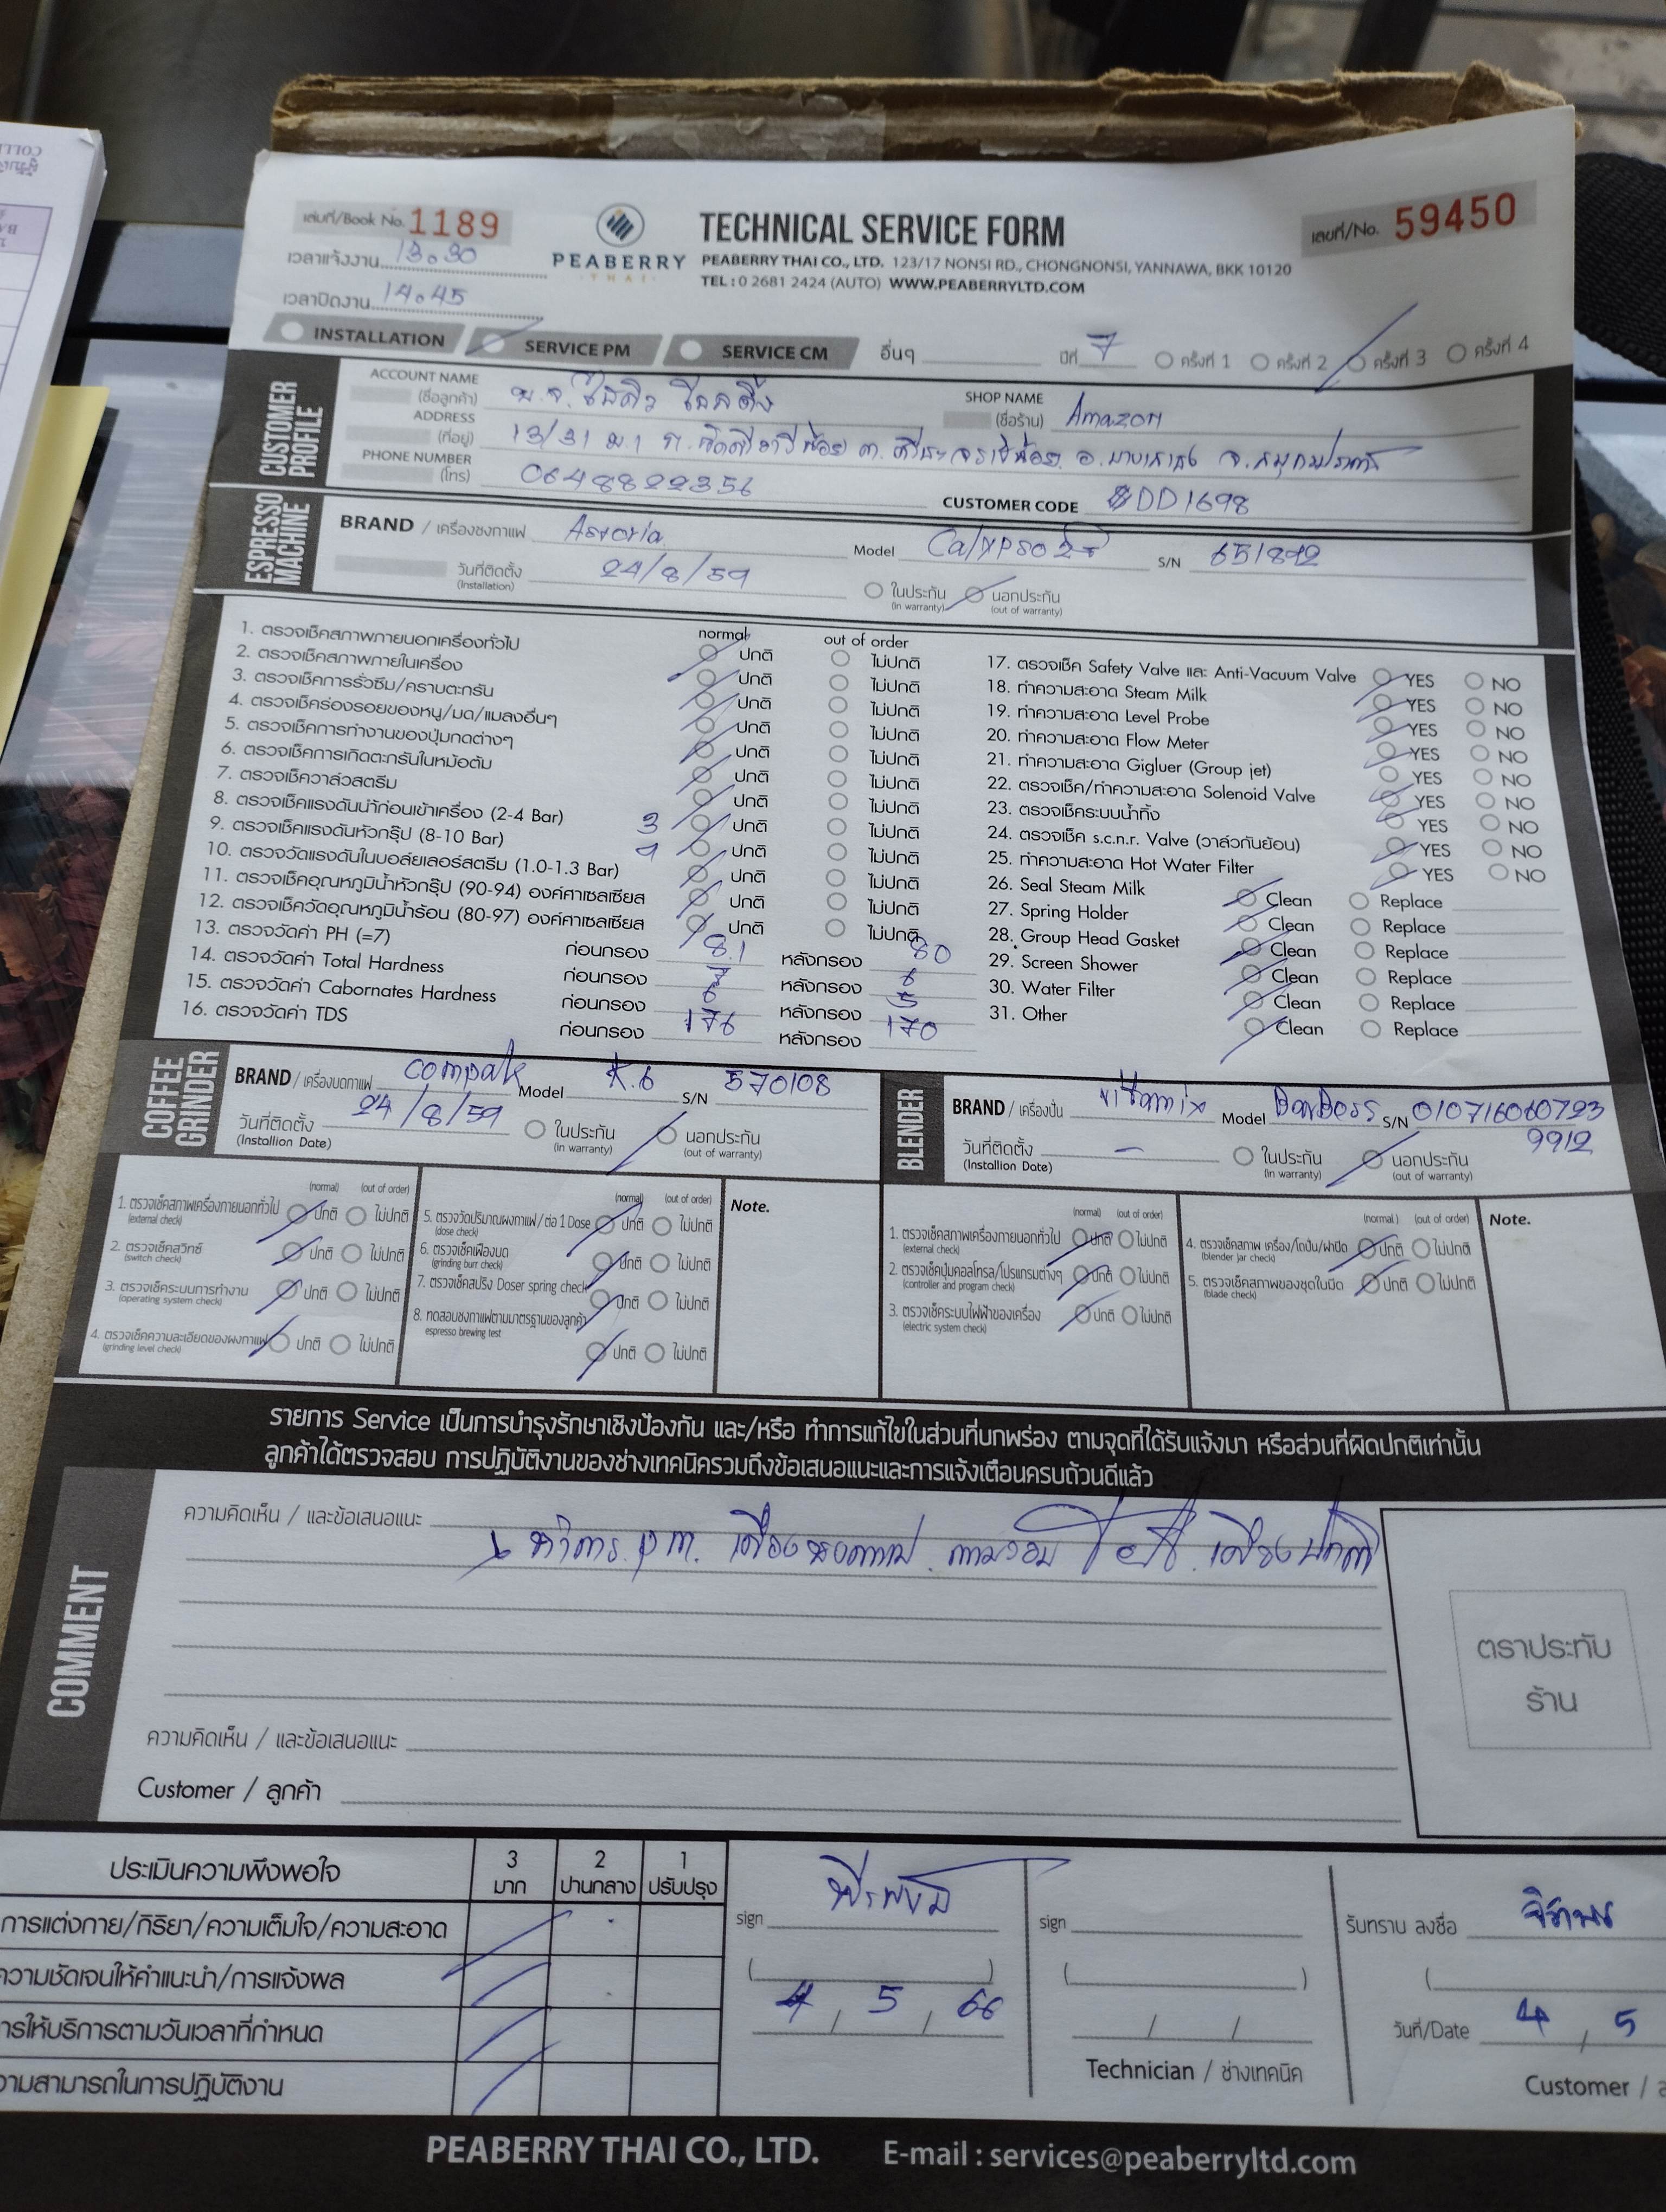 เล่มที่/Book No. 1189
เลขที่/No. 59450
เวลาแจ้งงาน 13.30
เวลาปิดงาน 14.45
PEABERRY
THAI
TECHNICAL SERVICE FORM
PEABERRY THAI CO., LTD. 123/17 NONSI RD., CHONGNONSI, YANNAWA, BKK 10120
TEL : 0 2681 2424 (AUTO) WWW.PEABERRYLTD.COM
INSTALLATION SERVICE PM SERVICE CM อื่นๆ ปีที่ 7 ครั้งที่ 1 ครั้งที่ 2 ครั้งที่ 3 ครั้งที่ 4
CUSTOMER PROFILE
ACCOUNT NAME (ชื่อลูกค้า) SHOP NAME (ชื่อร้าน) Amazon
ADDRESS (ที่อยู่) 13/31 ม.1
PHONE NUMBER (โทร) 0648822356 CUSTOMER CODE DD1698
ESPRESSO MACHINE
BRAND / เครื่องชงกาแฟ Astoria Model Calypso S/N 651892
วันที่ติดตั้ง (Installation) 24/8/59 ในประกัน (in warranty) นอกประกัน (out of warranty)
normal out of order
1. ตรวจเช็คสภาพภายนอกเครื่องทั่วไป ปกติ ไม่ปกติ
2. ตรวจเช็คสภาพภายในเครื่อง ปกติ ไม่ปกติ
3. ตรวจเช็คการรั่วซึม/คราบตะกรัน ปกติ ไม่ปกติ
4. ตรวจเช็คร่องรอยของหนู/มด/แมลงอื่นๆ ปกติ ไม่ปกติ
5. ตรวจเช็คการทำงานของปุ่มกดต่างๆ ปกติ ไม่ปกติ
6. ตรวจเช็คการเกิดตะกรันในหม้อต้ม ปกติ ไม่ปกติ
7. ตรวจเช็ควาล์วสตรีม ปกติ ไม่ปกติ
8. ตรวจเช็คแรงดันน้ำก่อนเข้าเครื่อง (2-4 Bar) 3 ปกติ ไม่ปกติ
9. ตรวจเช็คแรงดันหัวกรุ๊ป (8-10 Bar) 9 ปกติ ไม่ปกติ
10. ตรวจวัดแรงดันในบอล์ยเลอร์สตรีม (1.0-1.3 Bar) ปกติ ไม่ปกติ
11. ตรวจเช็คอุณหภูมิน้ำหัวกรุ๊ป (90-94) องศ์ศาเซลเซียส ปกติ ไม่ปกติ
12. ตรวจเช็ควัดอุณหภูมิน้ำร้อน (80-97) องศ์ศาเซลเซียส ปกติ ไม่ปกติ
13. ตรวจวัดค่า PH (=7) ก่อนกรอง 8.1 หลังกรอง 80
14. ตรวจวัดค่า Total Hardness ก่อนกรอง 7 หลังกรอง 6
15. ตรวจวัดค่า Cabornates Hardness ก่อนกรอง 6 หลังกรอง 5
16. ตรวจวัดค่า TDS ก่อนกรอง 176 หลังกรอง 170
17. ตรวจเช็ค Safety Valve และ Anti-Vacuum Valve YES NO
18. ทำความสะอาด Steam Milk YES NO
19. ทำความสะอาด Level Probe YES NO
20. ทำความสะอาด Flow Meter YES NO
21. ทำความสะอาด Gigluer (Group jet) YES NO
22. ตรวจเช็ค/ทำความสะอาด Solenoid Valve YES NO
23. ตรวจเช็คระบบน้ำทิ้ง YES NO
24. ตรวจเช็ค s.c.n.r. Valve (วาล์วกันย้อน) YES NO
25. ทำความสะอาด Hot Water Filter YES NO
26. Seal Steam Milk Clean Replace
27. Spring Holder Clean Replace
28. Group Head Gasket Clean Replace
29. Screen Shower Clean Replace
30. Water Filter Clean Replace
31. Other Clean Replace
COFFEE GRINDER
BRAND / เครื่องบดกาแฟ compak Model K.6 S/N 570108
วันที่ติดตั้ง (Installion Date) 24/8/59 ในประกัน (in warranty) นอกประกัน (out of warranty)
(normal) (out of order)
1. ตรวจเช็คสภาพเครื่องภายนอกทั่วไป (external check) ปกติ ไม่ปกติ
2. ตรวจเช็คสวิทซ์ (switch check) ปกติ ไม่ปกติ
3. ตรวจเช็คระบบการทำงาน (operating system check) ปกติ ไม่ปกติ
4. ตรวจเช็คความละเอียดของผงกาแฟ (grinding level check) ปกติ ไม่ปกติ
(normal) (out of order)
5. ตรวจวัดปริมาณผงกาแฟ/ต่อ 1 Dose (dose check) ปกติ ไม่ปกติ
6. ตรวจเช็คเฟืองบด (grinding burr check) ปกติ ไม่ปกติ
7. ตรวจเช็คสปริง Doser spring check ปกติ ไม่ปกติ
8. ทดสอบชงกาแฟตามมาตรฐานของลูกค้า espresso brewing test ปกติ ไม่ปกติ
Note.
BLENDER
BRAND / เครื่องปั่น vitamix Model BarBoss S/N 010716060723
9912
วันที่ติดตั้ง (Installion Date) - ในประกัน (in warranty) นอกประกัน (out of warranty)
(normal) (out of order)
1. ตรวจเช็คสภาพเครื่องภายนอกทั่วไป (external check) ปกติ ไม่ปกติ
2. ตรวจเช็คปุ่มคอลโทรล/โปรแกรมต่างๆ (controller and program check) ปกติ ไม่ปกติ
3. ตรวจเช็คระบบไฟฟ้าของเครื่อง (electric system check) ปกติ ไม่ปกติ
(normal) (out of order)
4. ตรวจเช็คสภาพ เครื่อง/โถปั่น/ฝาปิด (blender jar check) ปกติ ไม่ปกติ
5. ตรวจเช็คสภาพของชุดใบมีด (blade check) ปกติ ไม่ปกติ
Note.
รายการ Service เป็นการบำรุงรักษาเชิงป้องกัน และ/หรือ ทำการแก้ไขในส่วนที่บกพร่อง ตามจุดที่ได้รับแจ้งมา หรือส่วนที่ผิดปกติเท่านั้น
ลูกค้าได้ตรวจสอบ การปฏิบัติงานของช่างเทคนิครวมถึงข้อเสนอแนะและการแจ้งเตือนครบถ้วนดีแล้ว
COMMENT
ความคิดเห็น / และข้อเสนอแนะ ทำการ P.M. เครื่องชงกาแฟ
ตราประทับ
ร้าน
ความคิดเห็น / และข้อเสนอแนะ
Customer / ลูกค้า
ประเมินความพึงพอใจ 3 มาก 2 ปานกลาง 1 ปรับปรุง
การแต่งกาย/กิริยา/ความเต็มใจ/ความสะอาด
ความชัดเจนให้คำแนะนำ/การแจ้งผล
การให้บริการตามวันเวลาที่กำหนด
ความสามารถในการปฏิบัติงาน
sign
4 / 5 / 66
sign
Technician / ช่างเทคนิค
รับทราบ ลงชื่อ
วันที่/Date 4 / 5
Customer /
PEABERRY THAI CO., LTD. E-mail : services@peaberryltd.com